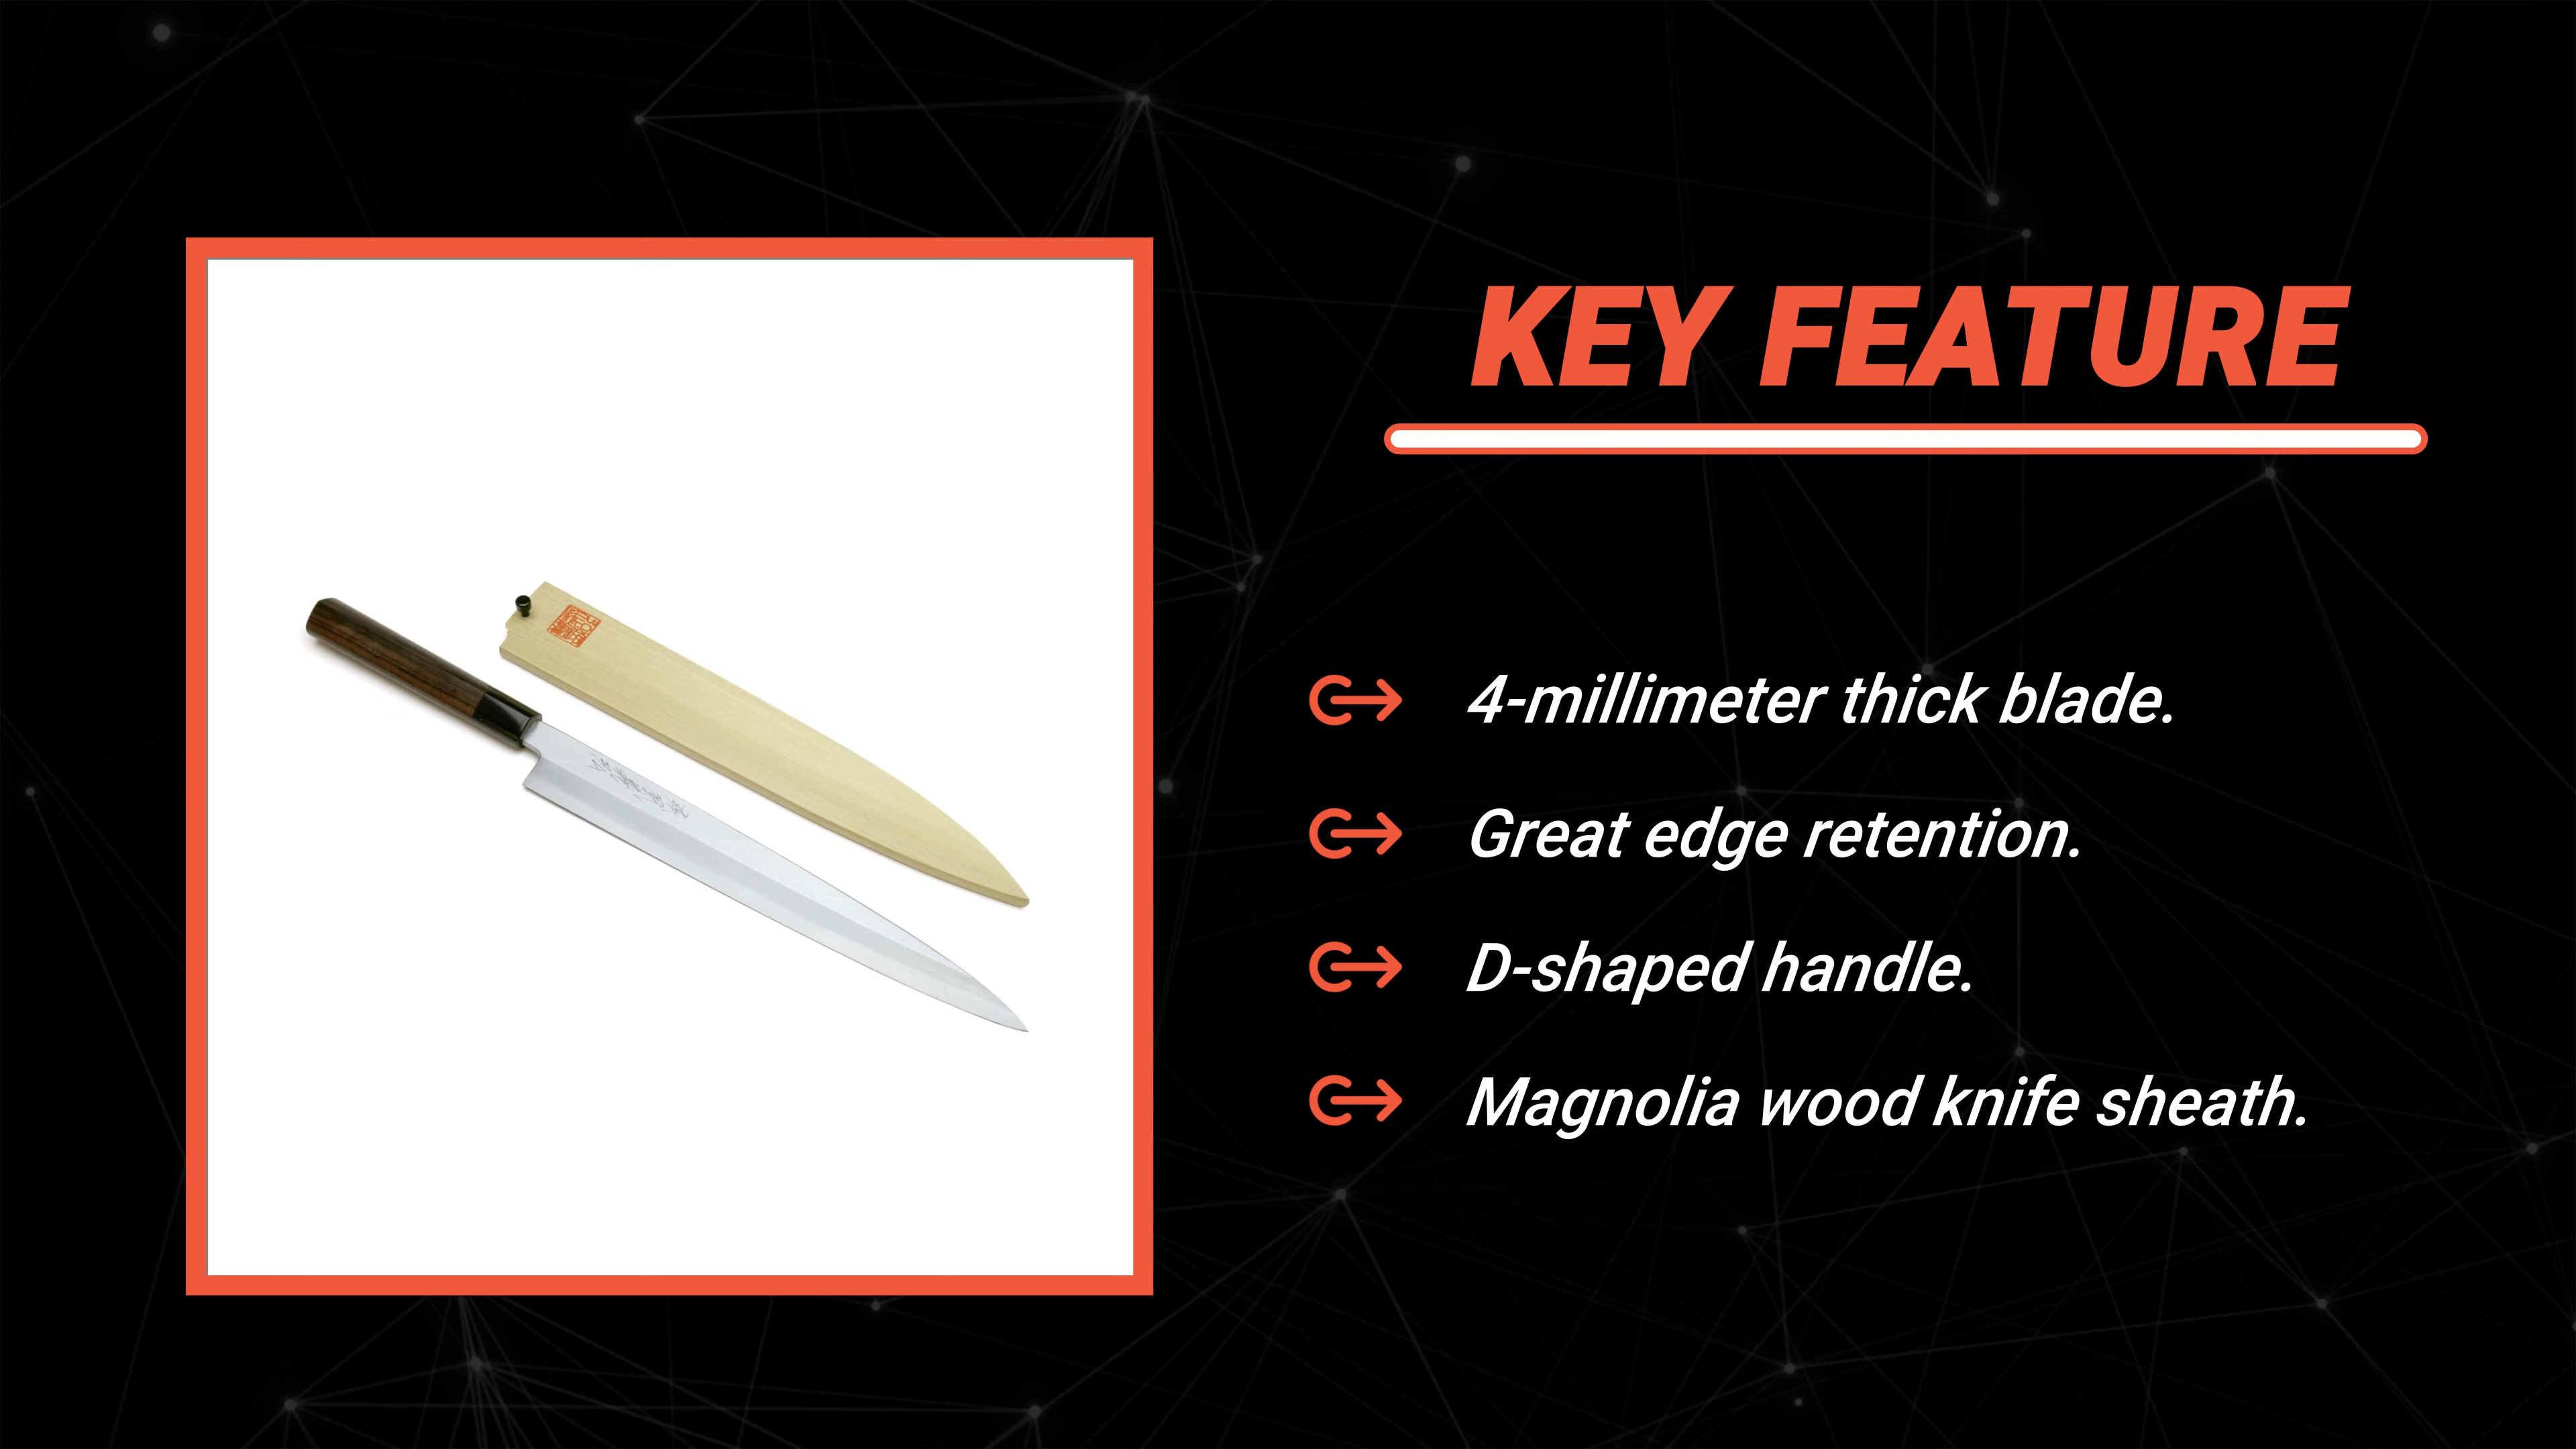 KEY FEATURE
4-millimeter thick blade.
Great edge retention.
D-shaped handle.
Magnolia wood knife sheath.